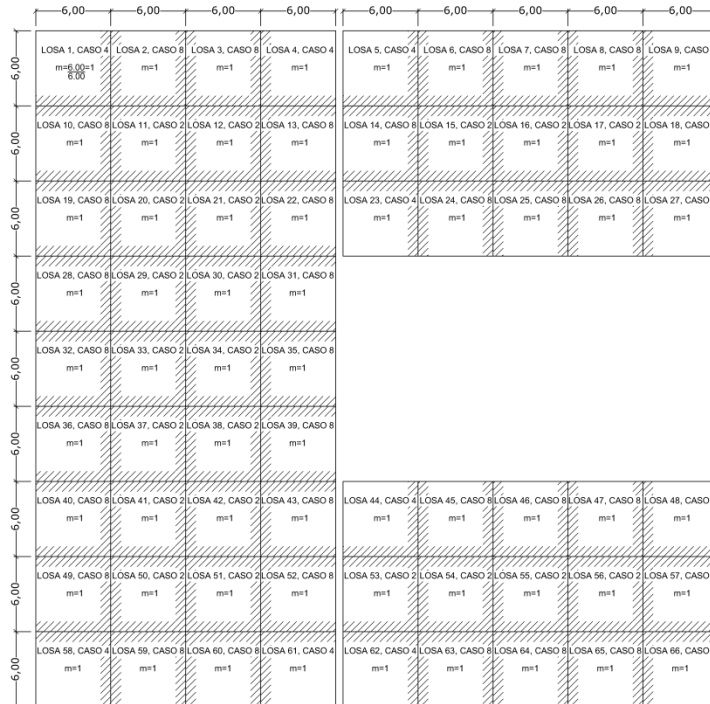 6,00 6,00 6,00 6,00 6,00 6,00 6,00 6,00 6,00
6,00
LOSA 1, CASO 4 LOSA 2, CASO 8 LOSA 3, CASO 8 LOSA 4, CASO 4 LOSA 5, CASO 4 LOSA 6, CASO 8 LOSA 7, CASO 8 LOSA 8, CASO 8 LOSA 9, CASO
m=6.00=1 m=1 m=1 m=1 m=1 m=1 m=1 m=1 m=1
6.00
6,00
LOSA 10, CASO 8 LOSA 11, CASO 2 LOSA 12, CASO 2 LOSA 13, CASO 8 LOSA 14, CASO 8 LOSA 15, CASO 2 LOSA 16, CASO 2 LOSA 17, CASO 2 LOSA 18, CASO
m=1 m=1 m=1 m=1 m=1 m=1 m=1 m=1 m=1
6,00
LOSA 19, CASO 8 LOSA 20, CASO 2 LOSA 21, CASO 2 LOSA 22, CASO 8 LOSA 23, CASO 4 LOSA 24, CASO 8 LOSA 25, CASO 8 LOSA 26, CASO 8 LOSA 27, CASO
m=1 m=1 m=1 m=1 m=1 m=1 m=1 m=1 m=1
6,00
LOSA 28, CASO 8 LOSA 29, CASO 2 LOSA 30, CASO 2 LOSA 31, CASO 8
m=1 m=1 m=1 m=1
6,00
LOSA 32, CASO 8 LOSA 33, CASO 2 LOSA 34, CASO 2 LOSA 35, CASO 8
m=1 m=1 m=1 m=1
6,00
LOSA 36, CASO 8 LOSA 37, CASO 2 LOSA 38, CASO 2 LOSA 39, CASO 8
m=1 m=1 m=1 m=1
6,00
LOSA 40, CASO 8 LOSA 41, CASO 2 LOSA 42, CASO 2 LOSA 43, CASO 8 LOSA 44, CASO 4 LOSA 45, CASO 8 LOSA 46, CASO 8 LOSA 47, CASO 8 LOSA 48, CASO
m=1 m=1 m=1 m=1 m=1 m=1 m=1 m=1 m=1
6,00
LOSA 49, CASO 8 LOSA 50, CASO 2 LOSA 51, CASO 2 LOSA 52, CASO 8 LOSA 53, CASO 2 LOSA 54, CASO 2 LOSA 55, CASO 2 LOSA 56, CASO 2 LOSA 57, CASO
m=1 m=1 m=1 m=1 m=1 m=1 m=1 m=1 m=1
6,00
LOSA 58, CASO 4 LOSA 59, CASO 8 LOSA 60, CASO 8 LOSA 61, CASO 4 LOSA 62, CASO 4 LOSA 63, CASO 8 LOSA 64, CASO 8 LOSA 65, CASO 8 LOSA 66, CASO
m=1 m=1 m=1 m=1 m=1 m=1 m=1 m=1 m=1